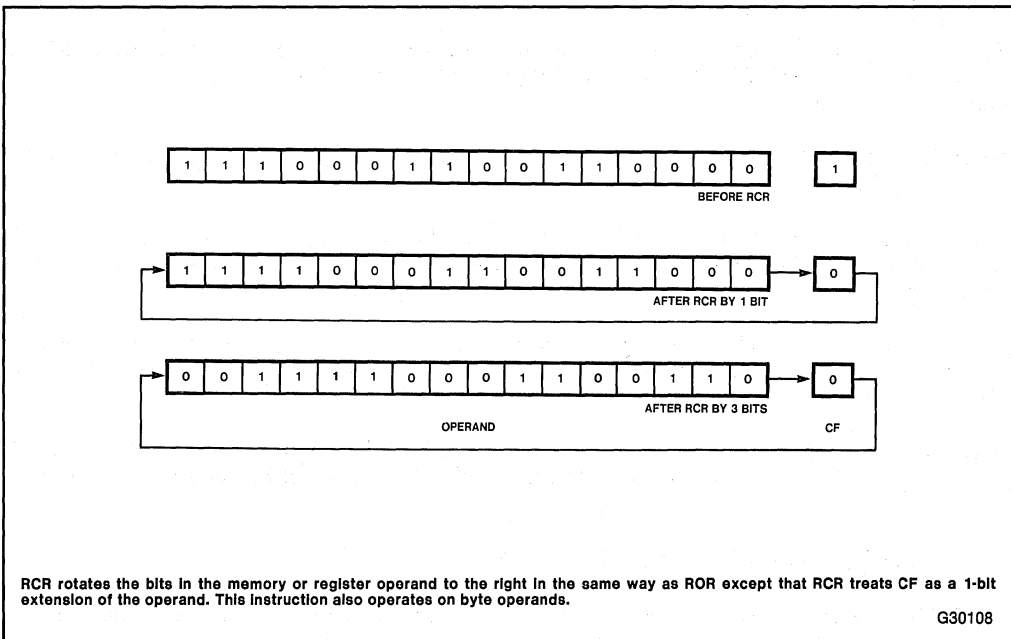 1 1 1 0 0 0 1 1 0 0 1 1 0 0 0 0 1
BEFORE RCR
1 1 1 1 0 0 0 1 1 0 0 1 1 0 0 0 0
AFTER RCR BY 1 BIT
0 0 1 1 1 1 0 0 0 1 1 0 0 1 1 0 0
AFTER RCR BY 3 BITS
OPERAND CF
RCR rotates the bits in the memory or register operand to the right in the same way as ROR except that RCR treats CF as a 1-bit
extension of the operand. This instruction also operates on byte operands.
G30108